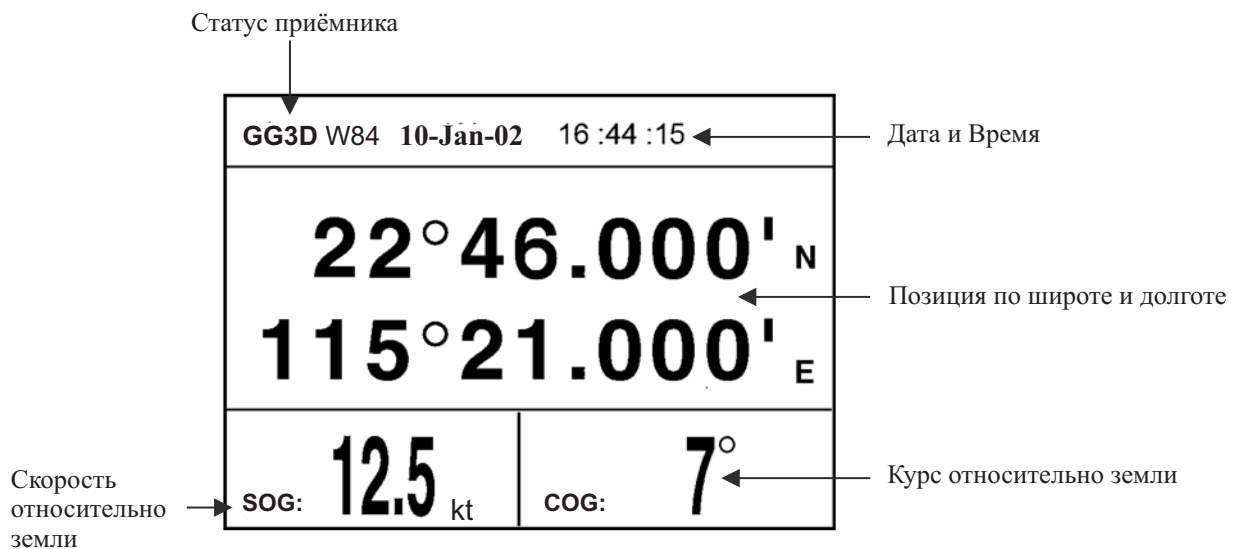 Статус приёмника
GG3D W84 10-Jan-02 16 :44 :15
Дата и Время
22°46.000' N
Позиция по широте и долготе
115°21.000' E
Скорость
относительно
земли
SOG: 12.5 kt
COG: 7°
Курс относительно земли